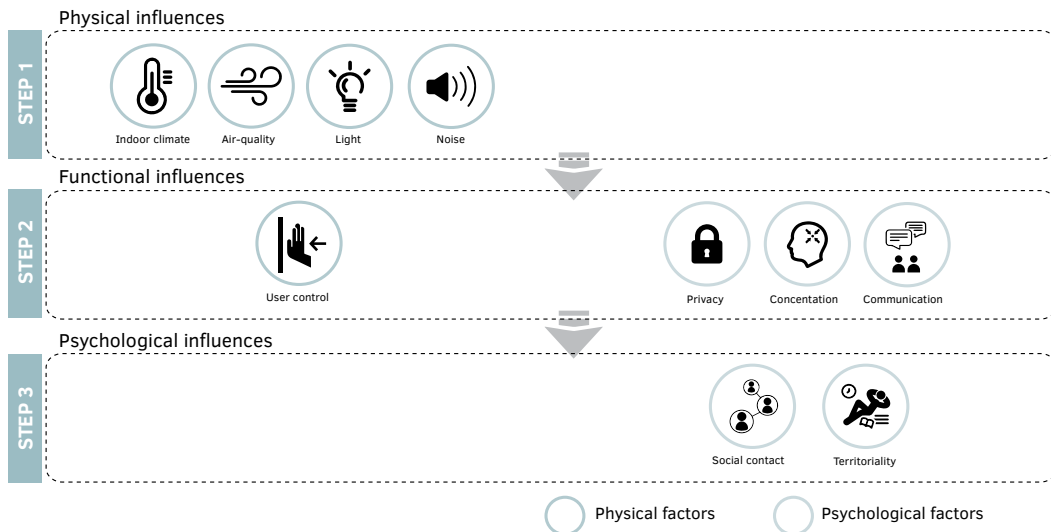 Physical influences
STEP 1
Indoor climate
Air-quality
Light
Noise
Functional influences
STEP 2
User control
Privacy
Concentation
Communication
Psychological influences
STEP 3
Social contact
Territoriality
Physical factors
Psychological factors